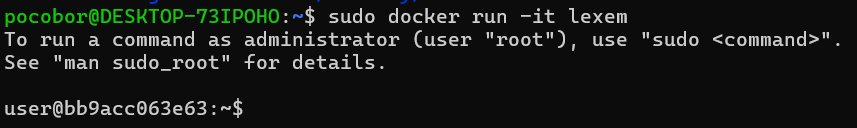 pocobor@DESKTOP-73IPOHO:~$ sudo docker run -it lexem
To run a command as administrator (user "root"), use "sudo <command>".
See "man sudo_root" for details.
user@bb9acc063e63:~$